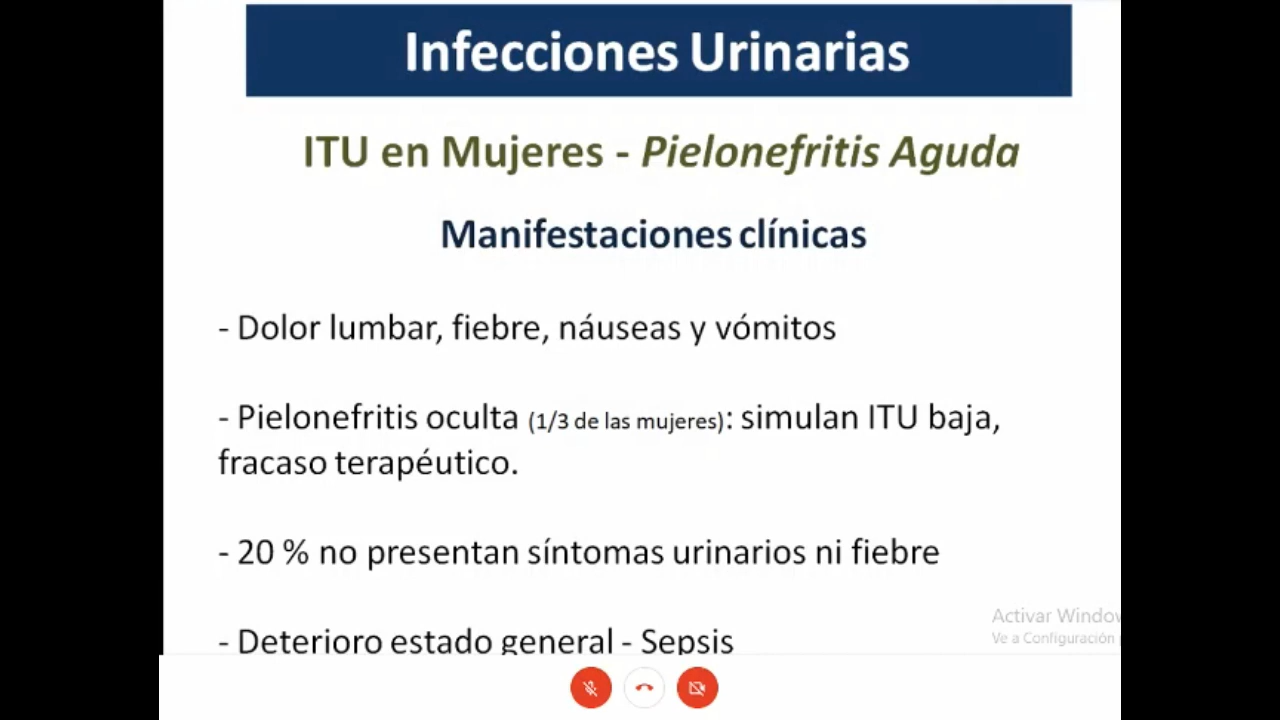 Infecciones Urinarias
ITU en Mujeres - Pielonefritis Aguda
Manifestaciones clínicas
- Dolor lumbar, fiebre, náuseas y vómitos
- Pielonefritis oculta (1/3 de las mujeres): simulan ITU baja,
fracaso terapéutico.
- 20 % no presentan síntomas urinarios ni fiebre
Activar Window
Ve a Configuración
- Deterioro estado general - Sepsis